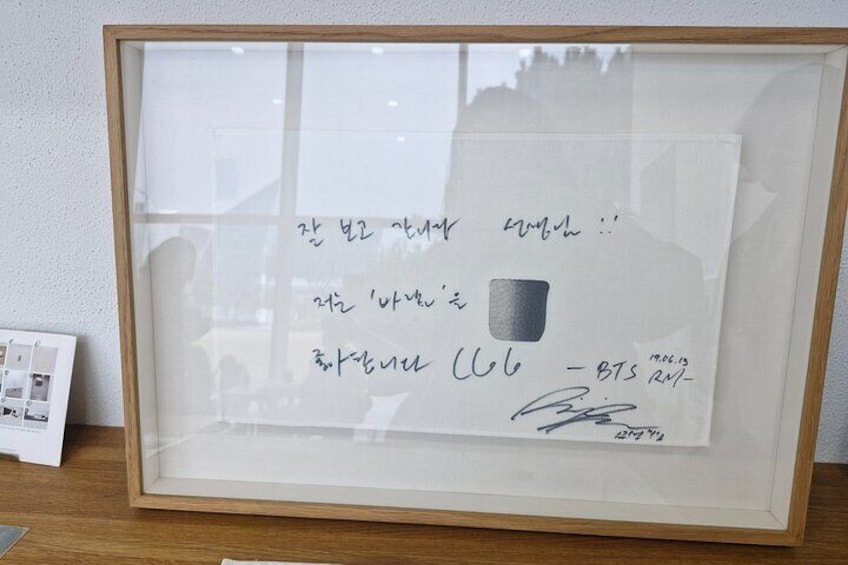 잘 보고 갑니다 선생님 !!
저는 '바람'을
좋아합니다
19.06.13
-BTS RM-